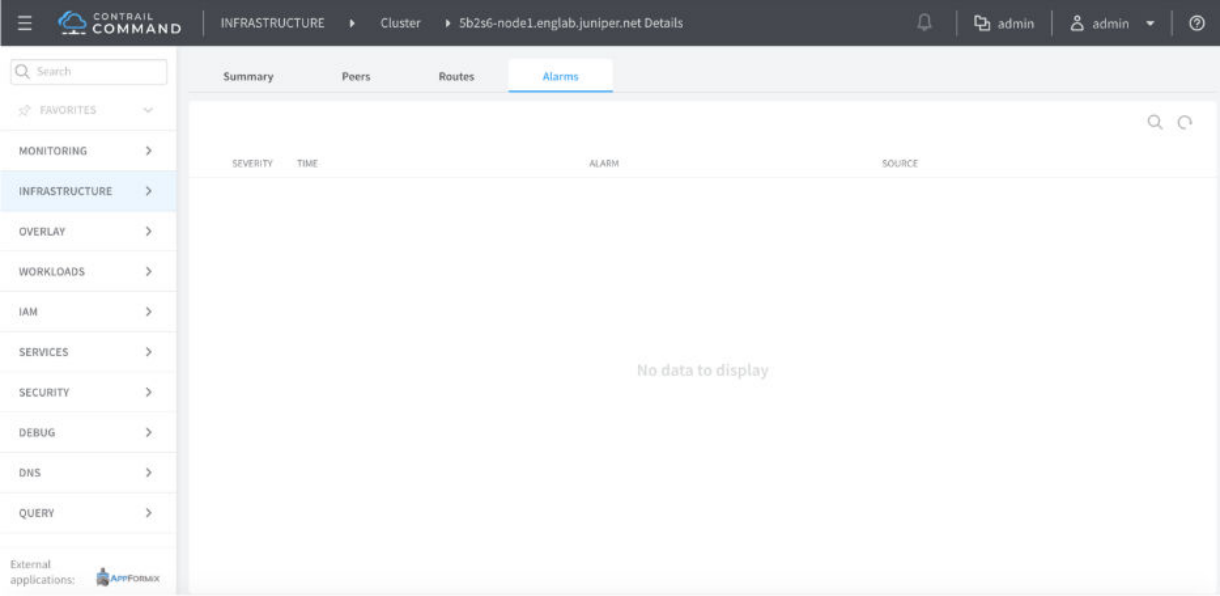 CONTRAIL
COMMAND
INFRASTRUCTURE
Cluster
5b2s6-node1.englab.juniper.net Details
admin
admin
Search
Summary
Peers
Routes
Alarms
FAVORITES
MONITORING
SEVERITY
TIME
ALARM
SOURCE
INFRASTRUCTURE
OVERLAY
WORKLOADS
IAM
SERVICES
No data to display
SECURITY
DEBUG
DNS
QUERY
External
applications:
APPFORMIX